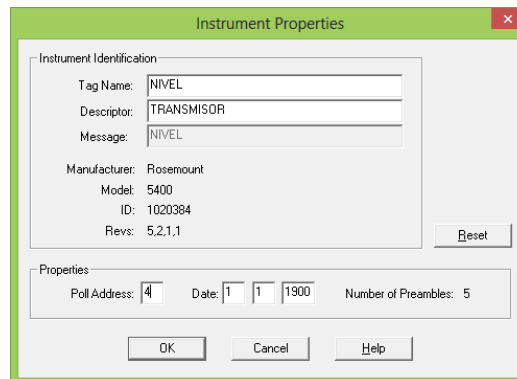 Instrument Properties
Instrument Identification
Tag Name: NIVEL
Descriptor: TRANSMISOR
Message: NIVEL
Manufacturer: Rosemount
Model: 5400
ID: 1020384
Revs: 5,2,1,1
Reset
Properties
Poll Address: 4 Date: 1 1 1900 Number of Preambles: 5
OK Cancel Help